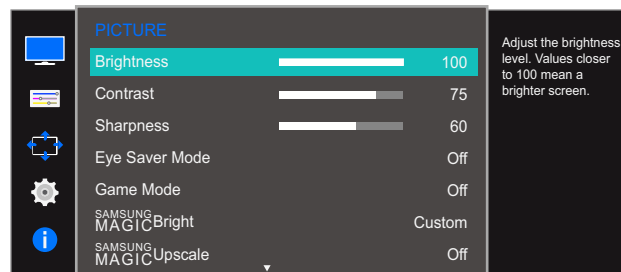 PICTURE
Brightness 100
Contrast 75
Sharpness 60
Eye Saver Mode Off
Game Mode Off
SAMSUNG
MAGIC Bright Custom
SAMSUNG
MAGIC Upscale Off
Adjust the brightness
level. Values closer
to 100 mean a
brighter screen.
i